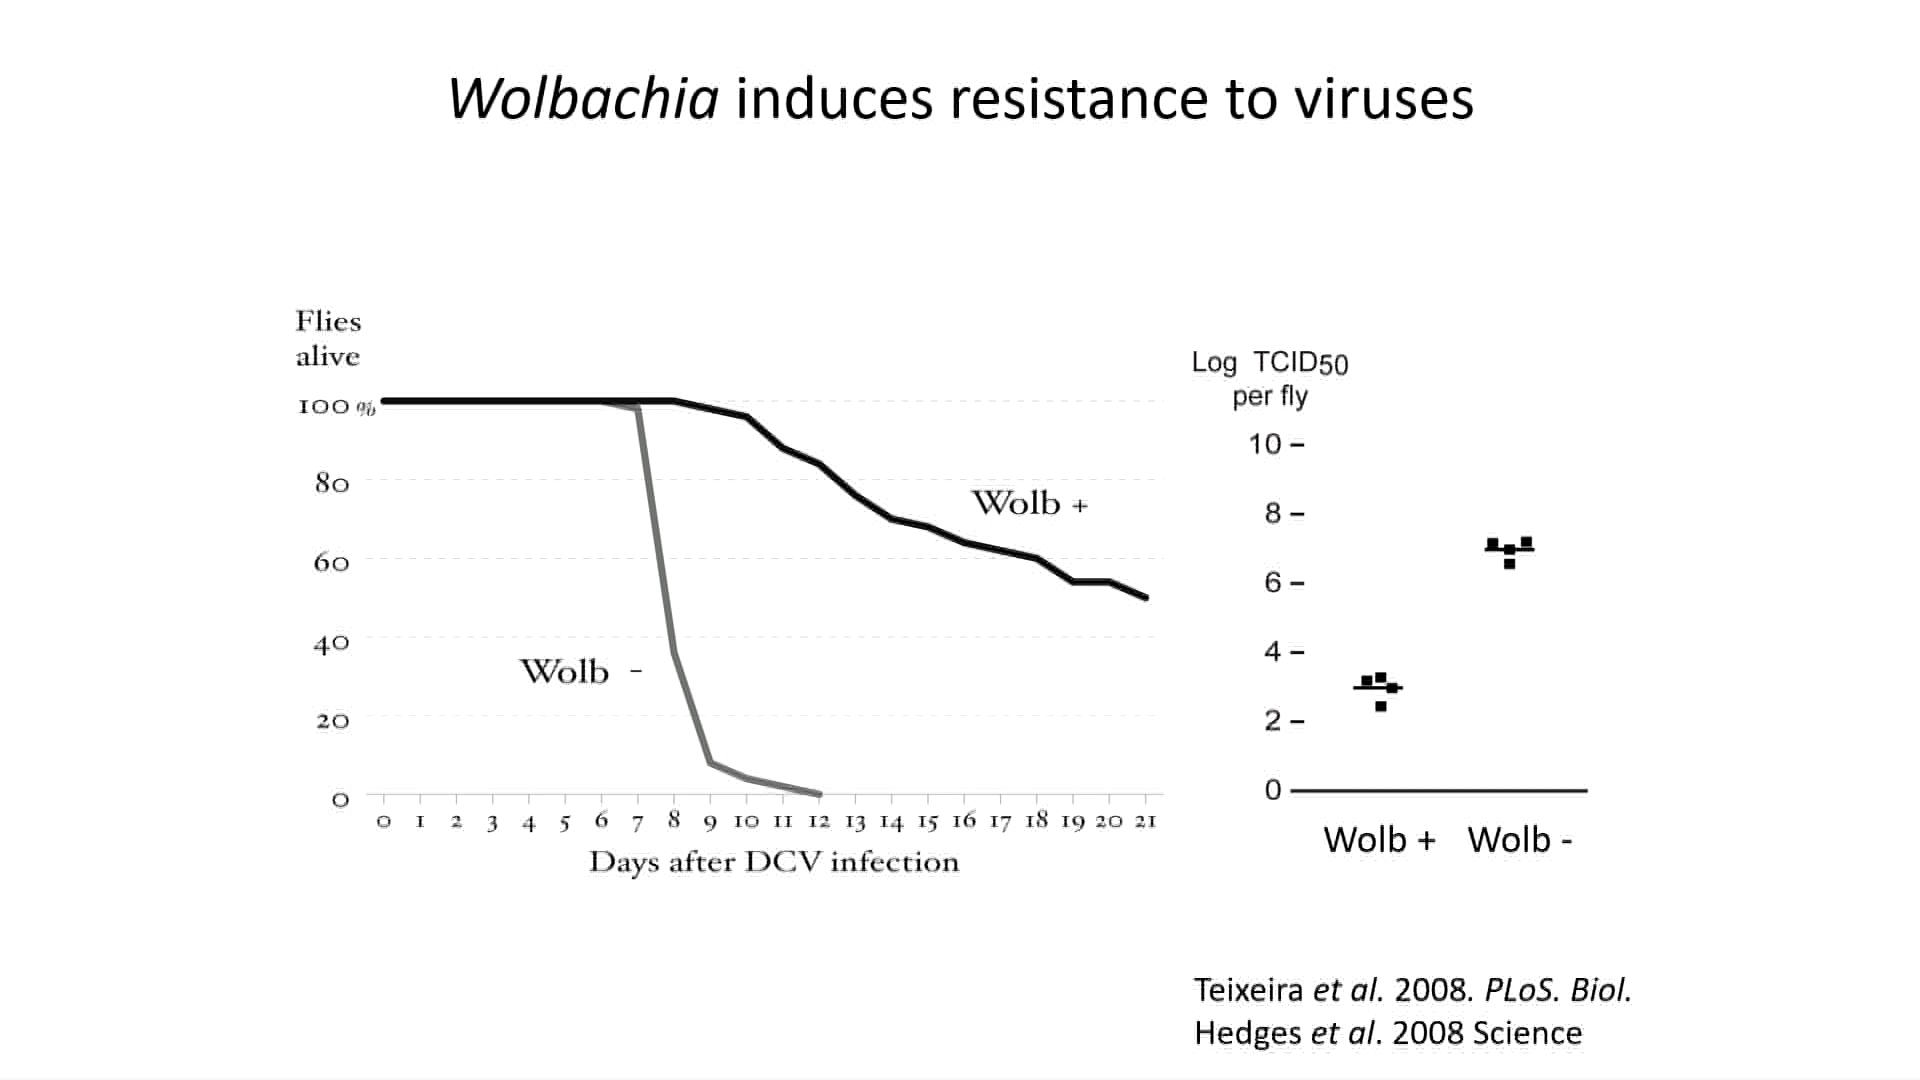 Wolbachia induces resistance to viruses
Flies
alive
100 %
80
60
40
20
0
Wolb +
Wolb -
0 1 2 3 4 5 6 7 8 9 10 11 12 13 14 15 16 17 18 19 20 21
Days after DCV infection
Log TCID50
per fly
10
8
6
4
2
0
Wolb + Wolb -
Teixeira et al. 2008. PLoS. Biol.
Hedges et al. 2008 Science